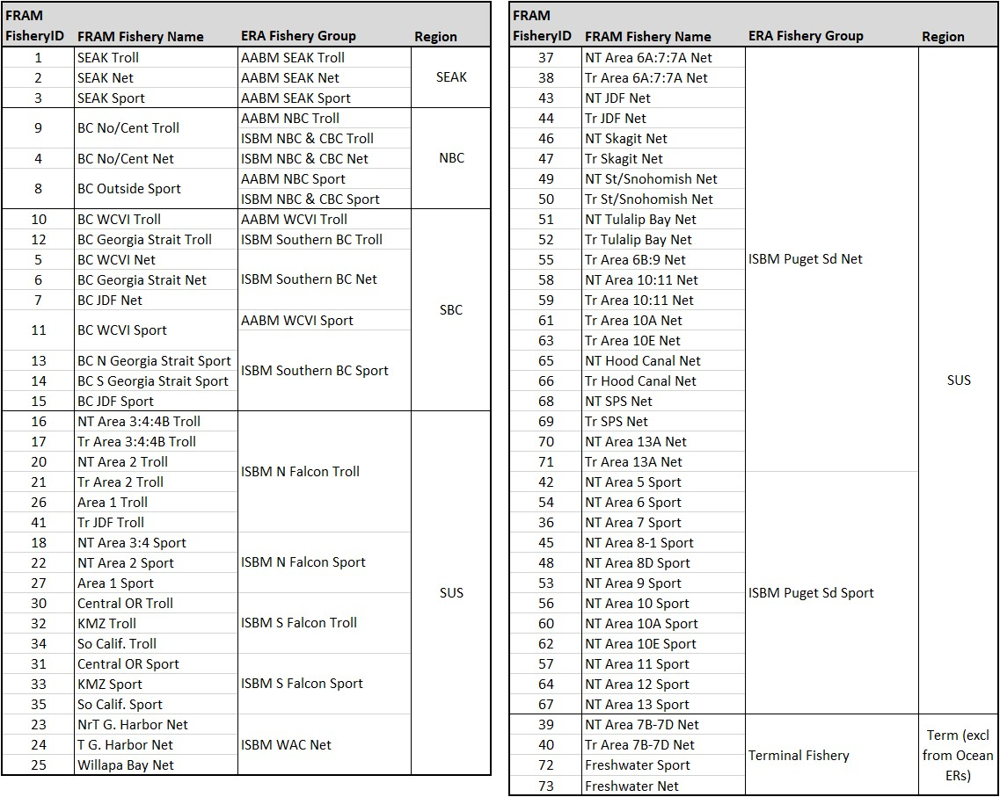 FRAM
FisheryID FRAM Fishery Name ERA Fishery Group Region
1 SEAK Troll AABM SEAK Troll
2 SEAK Net AABM SEAK Net SEAK
3 SEAK Sport AABM SEAK Sport
9 BC No/Cent Troll AABM NBC Troll
ISBM NBC & CBC Troll
4 BC No/Cent Net ISBM NBC & CBC Net NBC
8 BC Outside Sport AABM NBC Sport
ISBM NBC & CBC Sport
10 BC WCVI Troll AABM WCVI Troll
12 BC Georgia Strait Troll ISBM Southern BC Troll
5 BC WCVI Net
6 BC Georgia Strait Net ISBM Southern BC Net
7 BC JDF Net
SBC
11 BC WCVI Sport AABM WCVI Sport
13 BC N Georgia Strait Sport ISBM Southern BC Sport
14 BC S Georgia Strait Sport
15 BC JDF Sport
16 NT Area 3:4:4B Troll
17 Tr Area 3:4:4B Troll
20 NT Area 2 Troll ISBM N Falcon Troll
21 Tr Area 2 Troll
26 Area 1 Troll
41 Tr JDF Troll
18 NT Area 3:4 Sport
22 NT Area 2 Sport ISBM N Falcon Sport
27 Area 1 Sport
SUS
30 Central OR Troll
32 KMZ Troll ISBM S Falcon Troll
34 So Calif. Troll
31 Central OR Sport
33 KMZ Sport ISBM S Falcon Sport
35 So Calif. Sport
23 NrT G. Harbor Net
24 T G. Harbor Net ISBM WAC Net
25 Willapa Bay Net
FRAM
FisheryID FRAM Fishery Name ERA Fishery Group Region
37 NT Area 6A:7:7A Net
38 Tr Area 6A:7:7A Net
43 NT JDF Net
44 Tr JDF Net
46 NT Skagit Net
47 Tr Skagit Net
49 NT St/Snohomish Net
50 Tr St/Snohomish Net
51 NT Tulalip Bay Net
52 Tr Tulalip Bay Net
55 Tr Area 6B:9 Net ISBM Puget Sd Net
58 NT Area 10:11 Net
59 Tr Area 10:11 Net
61 Tr Area 10A Net
63 Tr Area 10E Net
65 NT Hood Canal Net
66 Tr Hood Canal Net SUS
68 NT SPS Net
69 Tr SPS Net
70 NT Area 13A Net
71 Tr Area 13A Net
42 NT Area 5 Sport
54 NT Area 6 Sport
36 NT Area 7 Sport
45 NT Area 8-1 Sport
48 NT Area 8D Sport
53 NT Area 9 Sport ISBM Puget Sd Sport
56 NT Area 10 Sport
60 NT Area 10A Sport
62 NT Area 10E Sport
57 NT Area 11 Sport
64 NT Area 12 Sport
67 NT Area 13 Sport
39 NT Area 7B-7D Net Term (excl
40 Tr Area 7B-7D Net Terminal Fishery from Ocean
72 Freshwater Sport ERs)
73 Freshwater Net